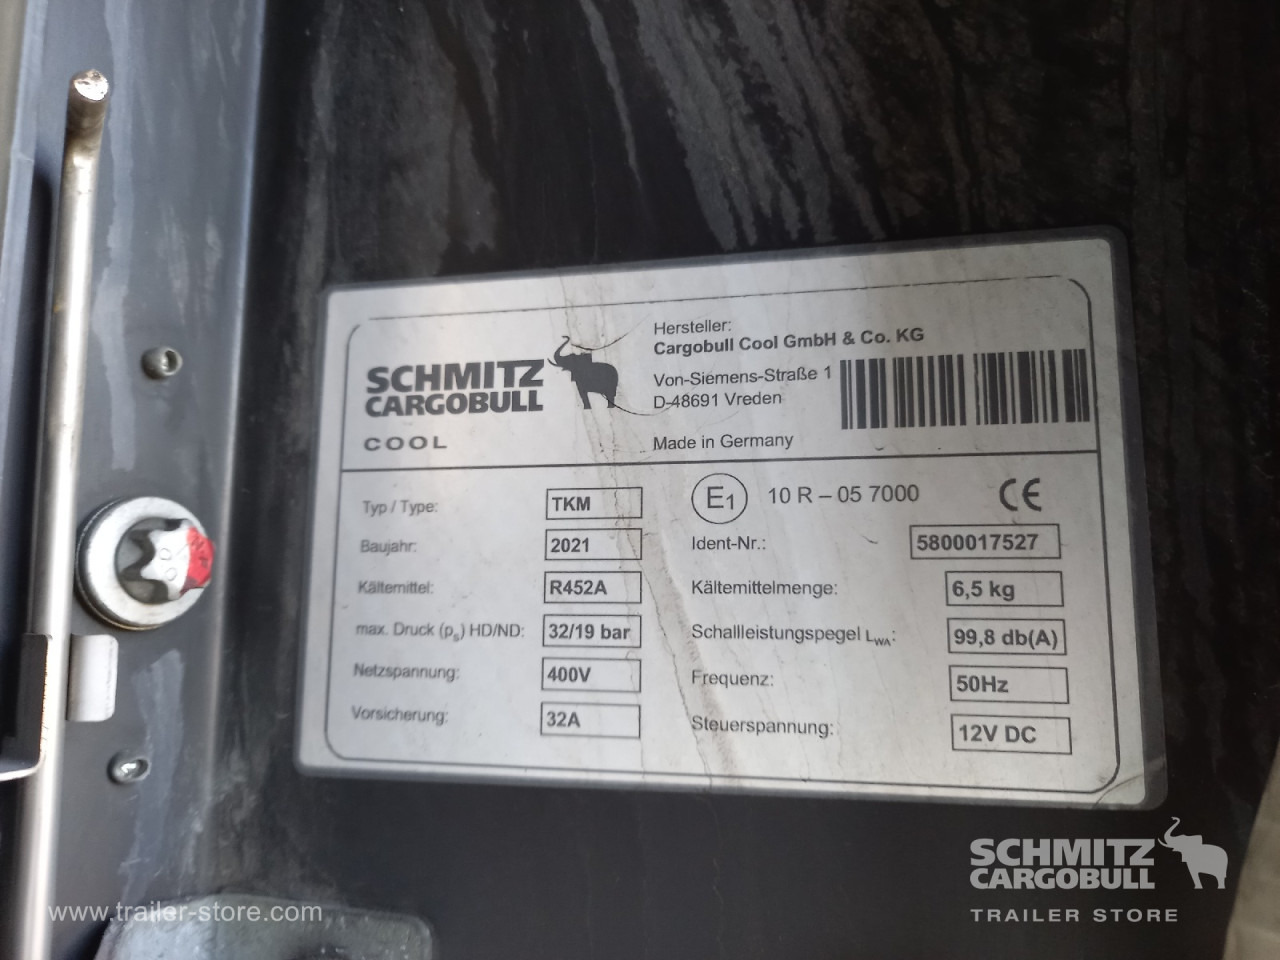 SCHMITZ
CARGOBULL
COOL
Hersteller:
Cargobull Cool GmbH & Co. KG
Von-Siemens-Straße 1
D-48691 Vreden
Made in Germany
Typ / Type: TKM
Baujahr: 2021
Kältemittel: R452A
max. Druck (ps) HD/ND: 32/19 bar
Netzspannung: 400V
Vorsicherung: 32A
E1 10 R – 05 7000 CE
Ident-Nr.: 5800017527
Kältemittelmenge: 6,5 kg
Schallleistungspegel LWA: 99,8 db(A)
Frequenz: 50Hz
Steuerspannung: 12V DC
www.trailer-store.com
SCHMITZ
CARGOBULL
TRAILER STORE